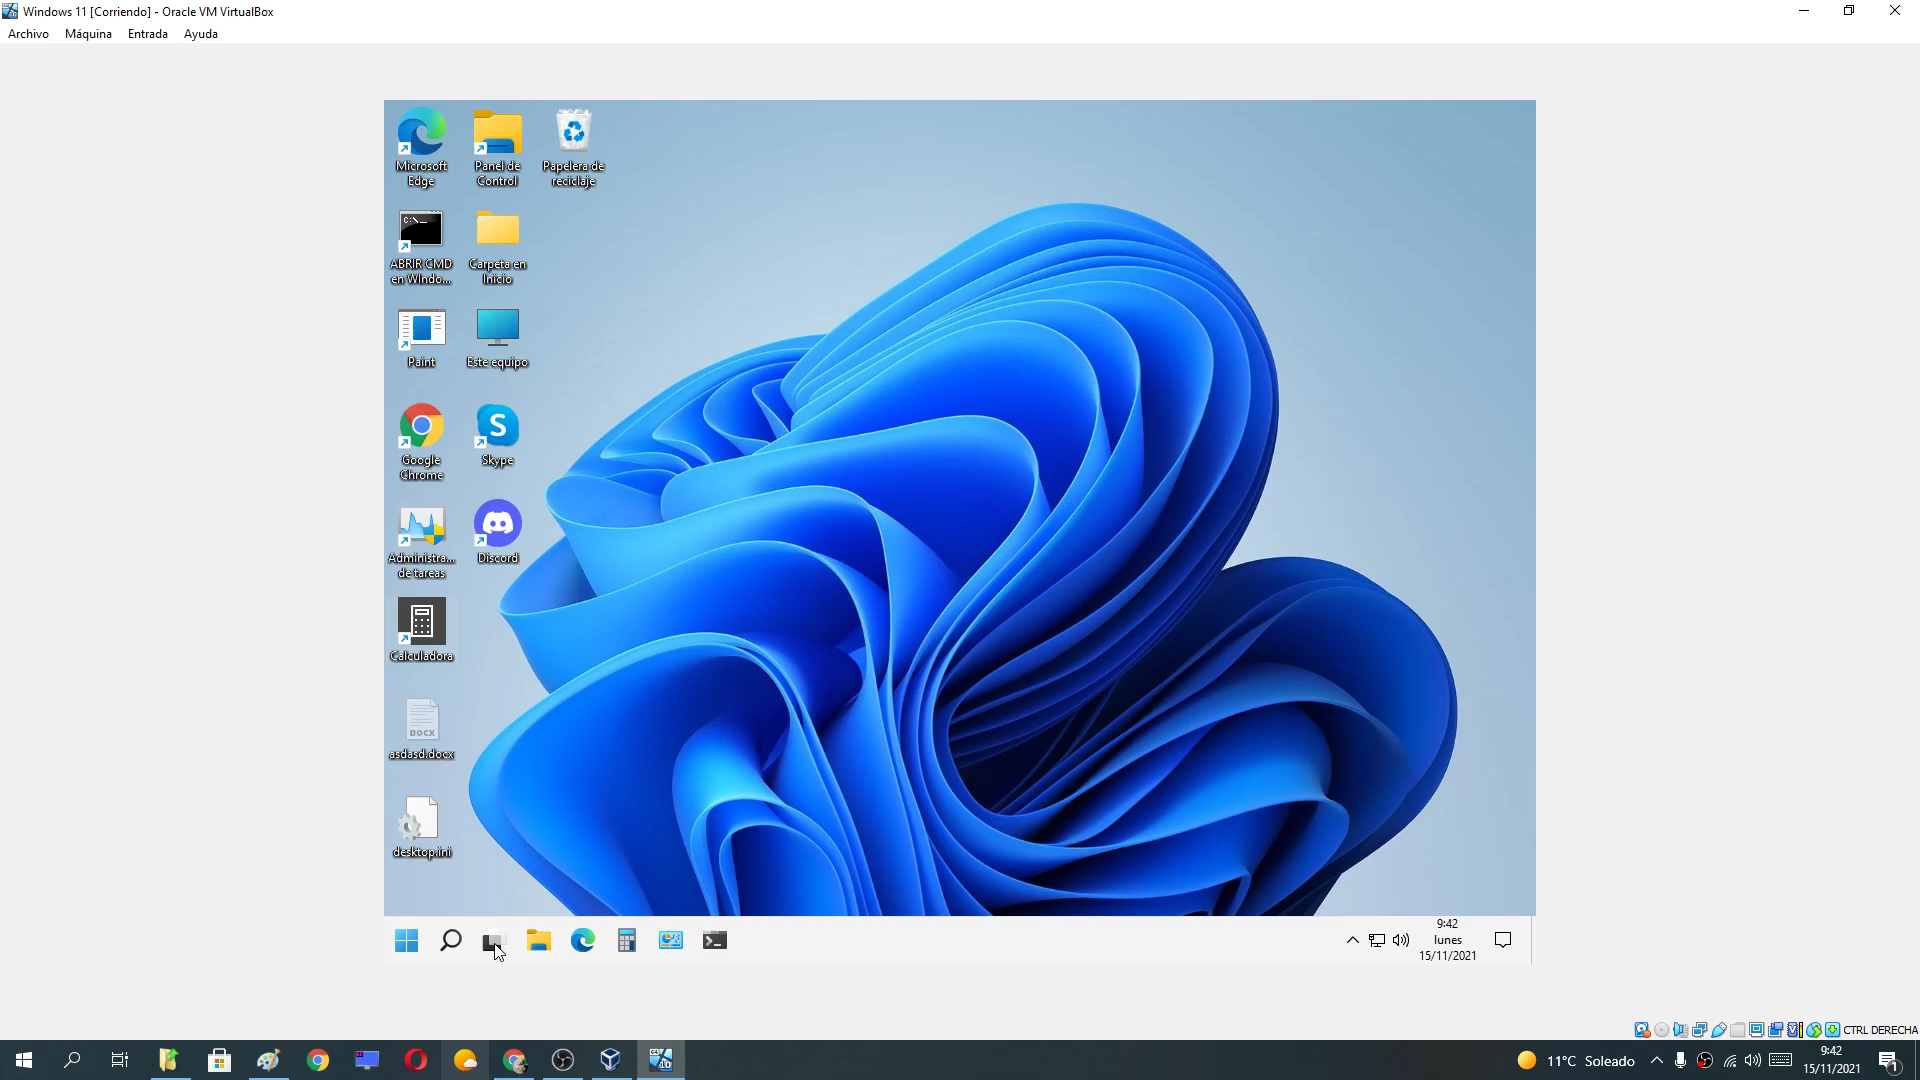 Windows 11 [Corriendo] - Oracle VM VirtualBox
Archivo Máquina Entrada Ayuda
Microsoft
Edge
Panel de
Control
Papelera de
reciclaje
C:\_
ABRIR CMD
en WIndo...
Carpeta en
Inicio
Paint
Este equipo
Google
Chrome
Skype
Administra...
de tareas
Discord
Calculadora
DOCX
asdasd.docx
desktop.ini
9:42
lunes
15/11/2021
CTRL DERECHA
11°C Soleado
9:42
15/11/2021
1